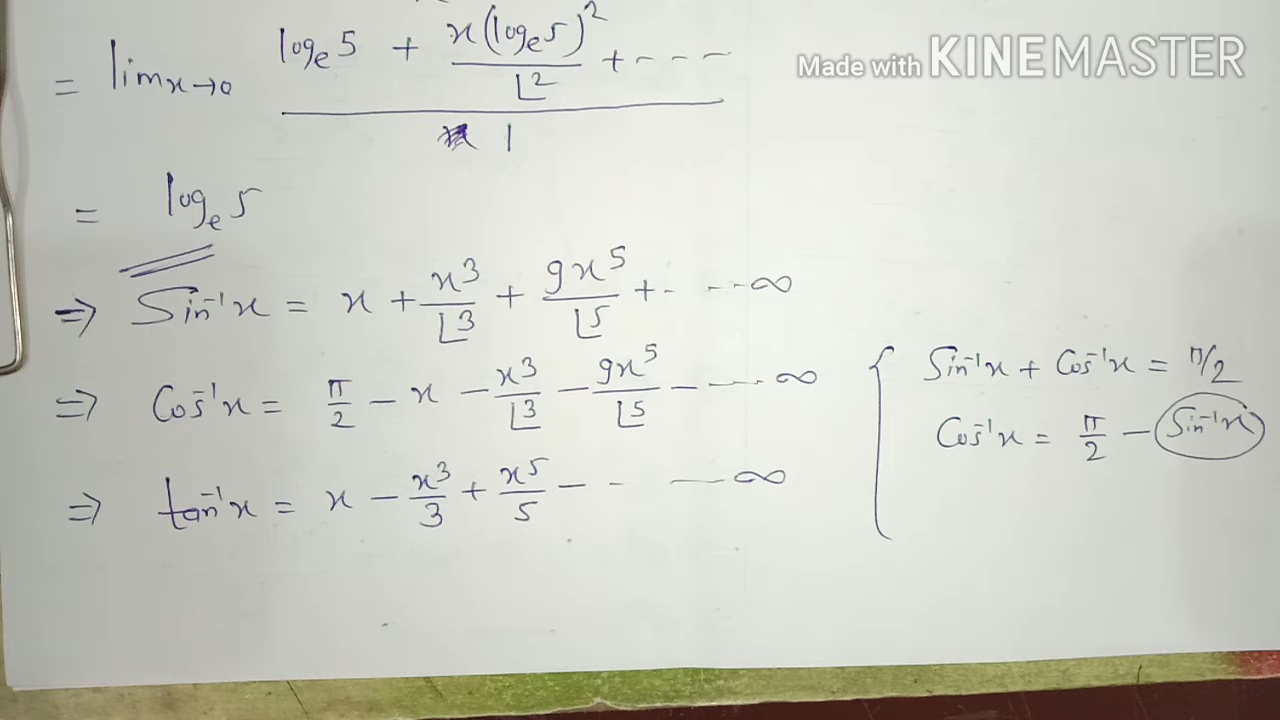 = lim x→0 (log_e 5 + x(log_e 5)²/⌊2 + ----) / 1
Made with KINEMASTER
= log_e 5
⇒ Sin⁻¹x = x + x³/⌊3 + 9x⁵/⌊5 + - ---∞
⇒ Cos⁻¹x = π/2 - x - x³/⌊3 - 9x⁵/⌊5 - ---∞
⇒ tan⁻¹x = x - x³/3 + x⁵/5 - - --∞
{ Sin⁻¹x + Cos⁻¹x = π/2
Cos⁻¹x = π/2 - Sin⁻¹x